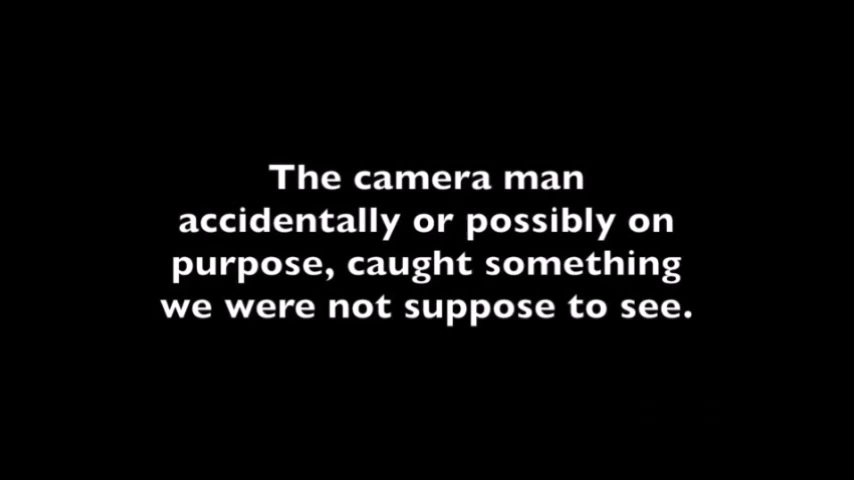 The camera man
accidentally or possibly on
purpose, caught something
we were not suppose to see.